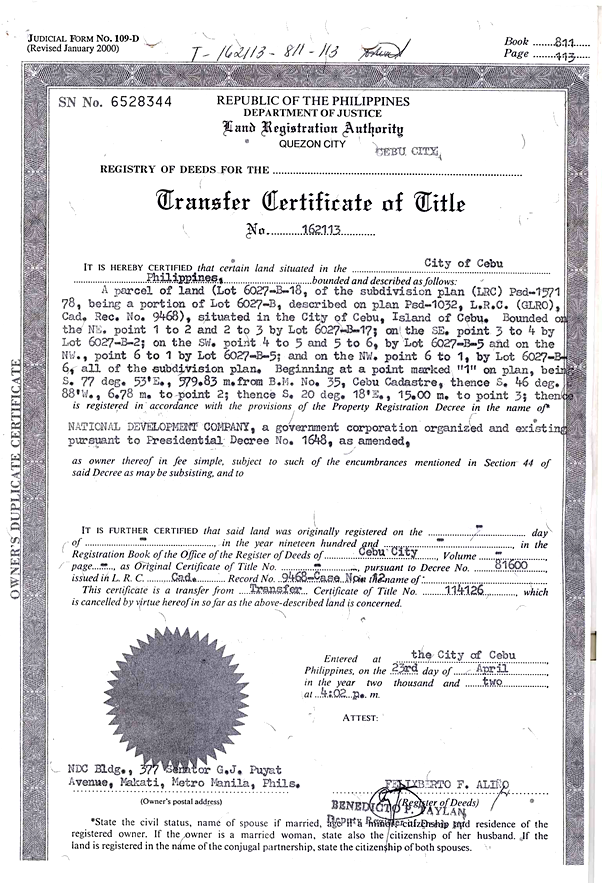 JUDICIAL FORM NO. 109-D
(Revised January 2000)
T-162113-811-113
Book ........811
Page ........113
SN No. 6528344
REPUBLIC OF THE PHILIPPINES
DEPARTMENT OF JUSTICE
Land Registration Authority
QUEZON CITY
CEBU CITY,
REGISTRY OF DEEDS FOR THE
Transfer Certificate of Title
No. 162113
IT IS HEREBY CERTIFIED that certain land situated in the City of Cebu
Philippines, bounded and described as follows:
A parcel of land (Lot 6027-B-18, of the subdivision plan (LRC) Psd-1571
78, being a portion of Lot 6027-B, described on plan Psd-1032, L.R.C. (GLRO),
Cad. Rec. No. 9468), situated in the City of Cebu, Island of Cebu. Bounded on
the NE. point 1 to 2 and 2 to 3 by Lot 6027-B-17; on the SE. point 3 to 4 by
Lot 6027-B-2; on the SW. point 4 to 5 and 5 to 6, by Lot 6027-B-5 and on the
NW., point 6 to 1 by Lot 6027-B-5; and on the NW. point 6 to 1, by Lot 6027-B-
6, all of the subdivision plan. Beginning at a point marked "1" on plan, being
S. 77 deg. 53'E., 579.83 m. from B.M. No. 35, Cebu Cadastre, thence S. 46 deg.
88'W., 6.78 m. to point 2; thence S. 20 deg. 18'E., 15.00 m. to point 3; thence
is registered in accordance with the provisions of the Property Registration Decree in the name of*
NATIONAL DEVELOPMENT COMPANY, a government corporation organized and existing
pursuant to Presidential Decree No. 1648, as amended,
as owner thereof in fee simple, subject to such of the encumbrances mentioned in Section 44 of
said Decree as may be subsisting, and to
IT IS FURTHER CERTIFIED that said land was originally registered on the - day
of - , in the year nineteen hundred and - , in the
Registration Book of the Office of the Register of Deeds of Cebu City, Volume -
page - , as Original Certificate of Title No. - , pursuant to Decree No. 81600
issued in L. R. C. Cad. Record No. 9468-Case No. 12 in the name of
This certificate is a transfer from Transfer Certificate of Title No. 114126, which
is cancelled by virtue hereof in so far as the above-described land is concerned.
Entered at the City of Cebu
Philippines, on the 23rd day of April
in the year two thousand and two
at 4:02 p. m.
ATTEST:
NDC Bldg., 377 Senator G.J. Puyat
Avenue, Makati, Metro Manila, Phils.
(Owner's postal address)
FELIXBERTO F. ALIÑO
(Register of Deeds)
BENEDICTO TAYLAN
Deputy Register of Deeds IV
*State the civil status, name of spouse if married, age if a minor, citizenship and residence of the
registered owner. If the owner is a married woman, state also the citizenship of her husband. If the
land is registered in the name of the conjugal partnership, state the citizenship of both spouses.
OWNER'S DUPLICATE CERTIFICATE